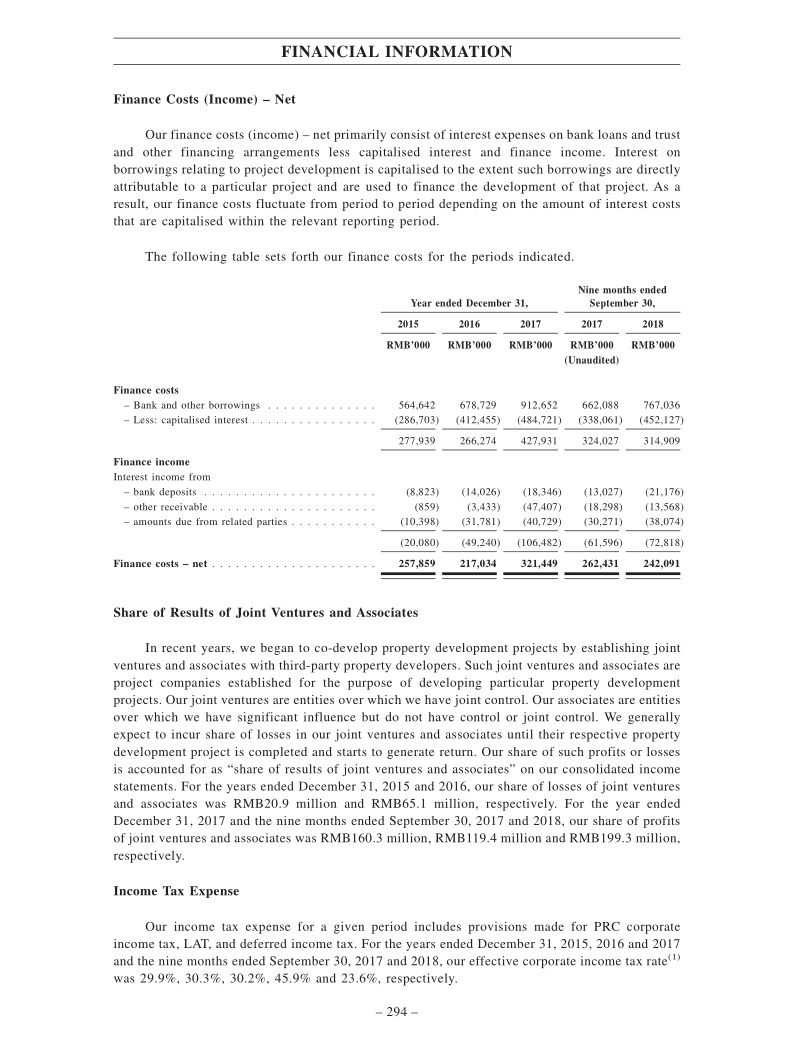 FINANCIAL INFORMATION
Finance Costs (Income) – Net
Our finance costs (income) – net primarily consist of interest expenses on bank loans and trust
and other financing arrangements less capitalised interest and finance income. Interest on
borrowings relating to project development is capitalised to the extent such borrowings are directly
attributable to a particular project and are used to finance the development of that project. As a
result, our finance costs fluctuate from period to period depending on the amount of interest costs
that are capitalised within the relevant reporting period.
The following table sets forth our finance costs for the periods indicated.
Year ended December 31, Nine months ended September 30,
2015 2016 2017 2017 2018
RMB’000 RMB’000 RMB’000 RMB’000 RMB’000
(Unaudited)
Finance costs
– Bank and other borrowings . . . . . . . . . . . . . . 564,642 678,729 912,652 662,088 767,036
– Less: capitalised interest . . . . . . . . . . . . . . . . (286,703) (412,455) (484,721) (338,061) (452,127)
277,939 266,274 427,931 324,027 314,909
Finance income
Interest income from
– bank deposits . . . . . . . . . . . . . . . . . . . . . . (8,823) (14,026) (18,346) (13,027) (21,176)
– other receivable . . . . . . . . . . . . . . . . . . . . . (859) (3,433) (47,407) (18,298) (13,568)
– amounts due from related parties . . . . . . . . . . . (10,398) (31,781) (40,729) (30,271) (38,074)
(20,080) (49,240) (106,482) (61,596) (72,818)
Finance costs – net . . . . . . . . . . . . . . . . . . . . . 257,859 217,034 321,449 262,431 242,091
Share of Results of Joint Ventures and Associates
In recent years, we began to co-develop property development projects by establishing joint
ventures and associates with third-party property developers. Such joint ventures and associates are
project companies established for the purpose of developing particular property development
projects. Our joint ventures are entities over which we have joint control. Our associates are entities
over which we have significant influence but do not have control or joint control. We generally
expect to incur share of losses in our joint ventures and associates until their respective property
development project is completed and starts to generate return. Our share of such profits or losses
is accounted for as “share of results of joint ventures and associates” on our consolidated income
statements. For the years ended December 31, 2015 and 2016, our share of losses of joint ventures
and associates was RMB20.9 million and RMB65.1 million, respectively. For the year ended
December 31, 2017 and the nine months ended September 30, 2017 and 2018, our share of profits
of joint ventures and associates was RMB160.3 million, RMB119.4 million and RMB199.3 million,
respectively.
Income Tax Expense
Our income tax expense for a given period includes provisions made for PRC corporate
income tax, LAT, and deferred income tax. For the years ended December 31, 2015, 2016 and 2017
and the nine months ended September 30, 2017 and 2018, our effective corporate income tax rate(1)
was 29.9%, 30.3%, 30.2%, 45.9% and 23.6%, respectively.
– 294 –